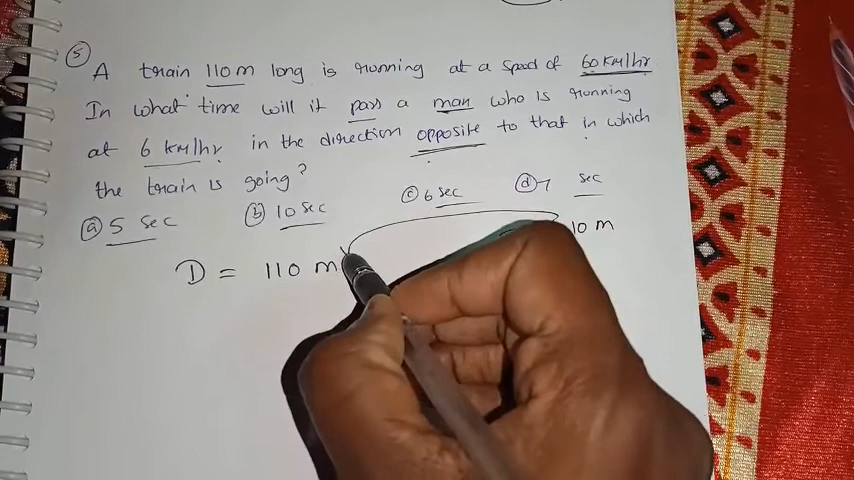 5 A train 110 m long is running at a speed of 60 km/hr
In what time will it pass a man who is running
at 6 km/hr in the direction opposite to that in which
the train is going?
a 5 sec b 10 sec c 6 sec d 7 sec
10 m
D = 110 m